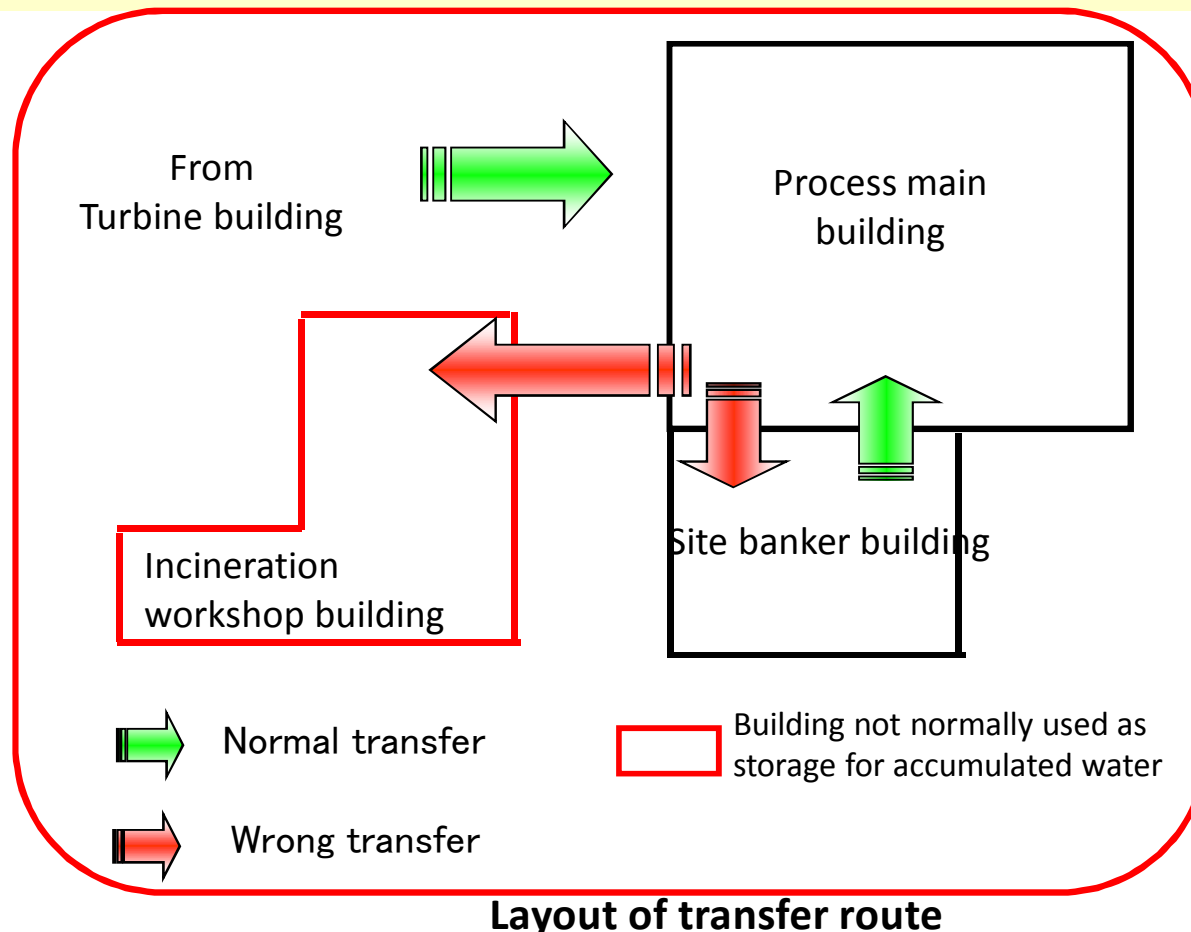 From
Turbine building
Process main
building
Site banker building
Incineration
workshop building
Normal transfer
Building not normally used as
storage for accumulated water
Wrong transfer
Layout of transfer route